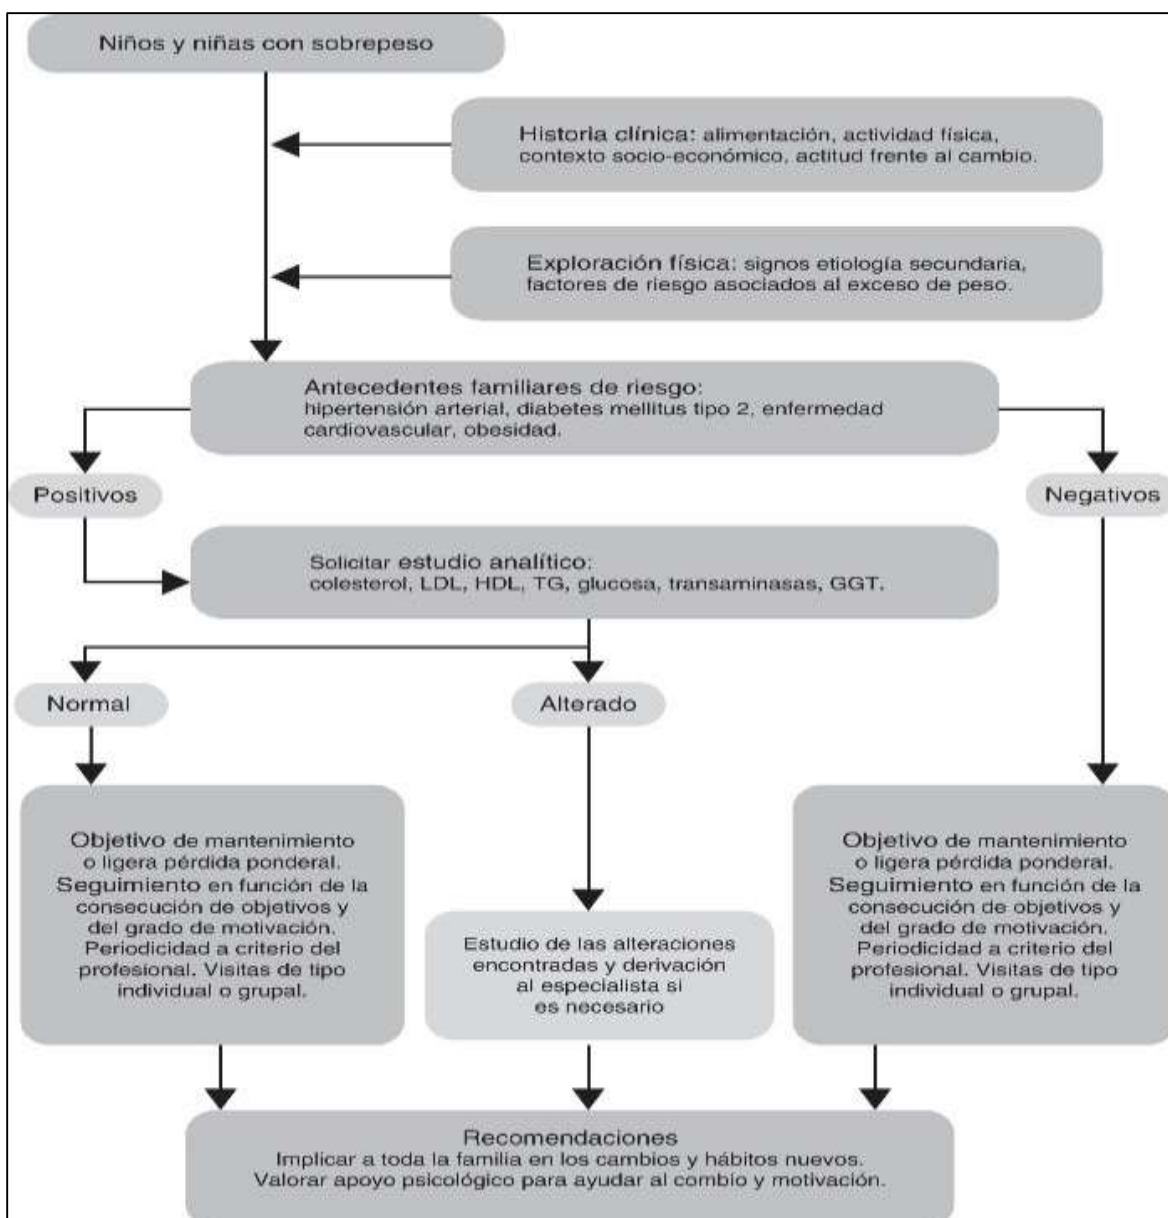 Niños y niñas con sobrepeso
Historia clínica: alimentación, actividad física,
contexto socio-económico, actitud frente al cambio.
Exploración física: signos etiología secundaria,
factores de riesgo asociados al exceso de peso.
Antecedentes familiares de riesgo:
hipertensión arterial, diabetes mellitus tipo 2, enfermedad
cardiovascular, obesidad.
Positivos
Negativos
Solicitar estudio analítico:
colesterol, LDL, HDL, TG, glucosa, transaminasas, GGT.
Normal
Alterado
Objetivo de mantenimiento
o ligera pérdida ponderal.
Seguimiento en función de la
consecución de objetivos y
del grado de motivación.
Periodicidad a criterio del
profesional. Visitas de tipo
individual o grupal.
Estudio de las alteraciones
encontradas y derivación
al especialista si
es necesario
Objetivo de mantenimiento
o ligera pérdida ponderal.
Seguimiento en función de la
consecución de objetivos y
del grado de motivación.
Periodicidad a criterio del
profesional. Visitas de tipo
individual o grupal.
Recomendaciones
Implicar a toda la familia en los cambios y hábitos nuevos.
Valorar apoyo psicológico para ayudar al combio y motivación.